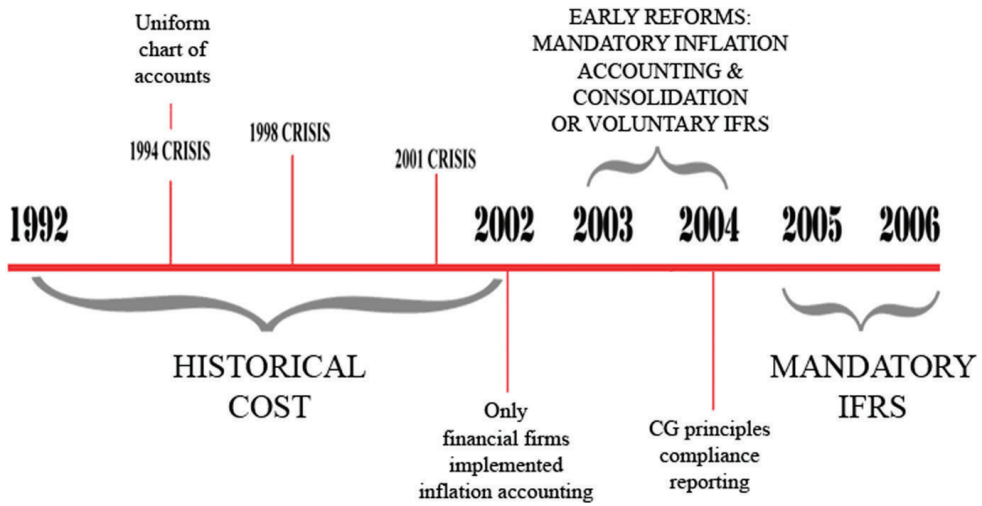 Uniform
chart of
accounts
1994 CRISIS
1998 CRISIS
2001 CRISIS
EARLY REFORMS:
MANDATORY INFLATION
ACCOUNTING &
CONSOLIDATION
OR VOLUNTARY IFRS
1992
2002
2003
2004
2005
2006
HISTORICAL
COST
Only
financial firms
implemented
inflation accounting
CG principles
compliance
reporting
MANDATORY
IFRS